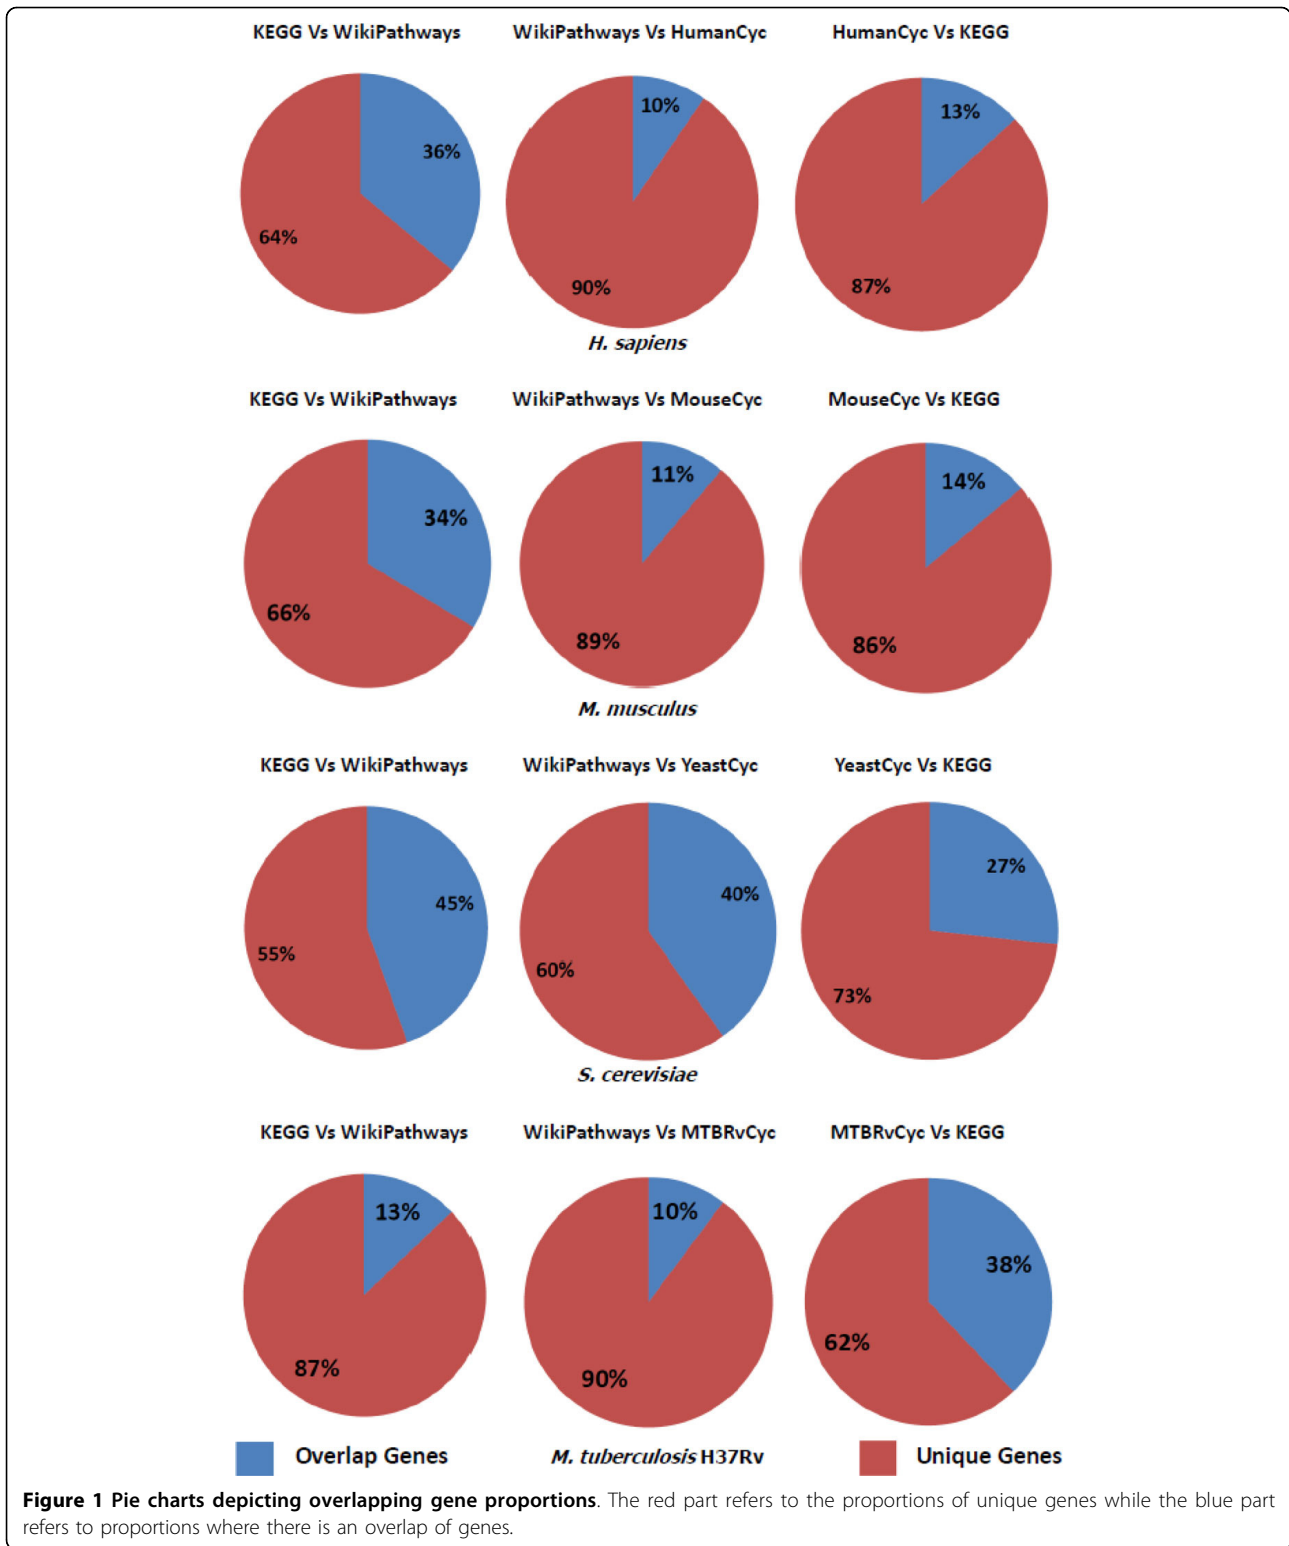 KEGG Vs WikiPathways
WikiPathways Vs HumanCyc
HumanCyc Vs KEGG
36%
64%
10%
90%
13%
87%
H. sapiens
KEGG Vs WikiPathways
WikiPathways Vs MouseCyc
MouseCyc Vs KEGG
34%
66%
11%
89%
14%
86%
M. musculus
KEGG Vs WikiPathways
WikiPathways Vs YeastCyc
YeastCyc Vs KEGG
45%
55%
40%
60%
27%
73%
S. cerevisiae
KEGG Vs WikiPathways
WikiPathways Vs MTBRvCyc
MTBRvCyc Vs KEGG
13%
87%
10%
90%
38%
62%
Overlap Genes
M. tuberculosis H37Rv
Unique Genes
Figure 1 Pie charts depicting overlapping gene proportions. The red part refers to the proportions of unique genes while the blue part
refers to proportions where there is an overlap of genes.